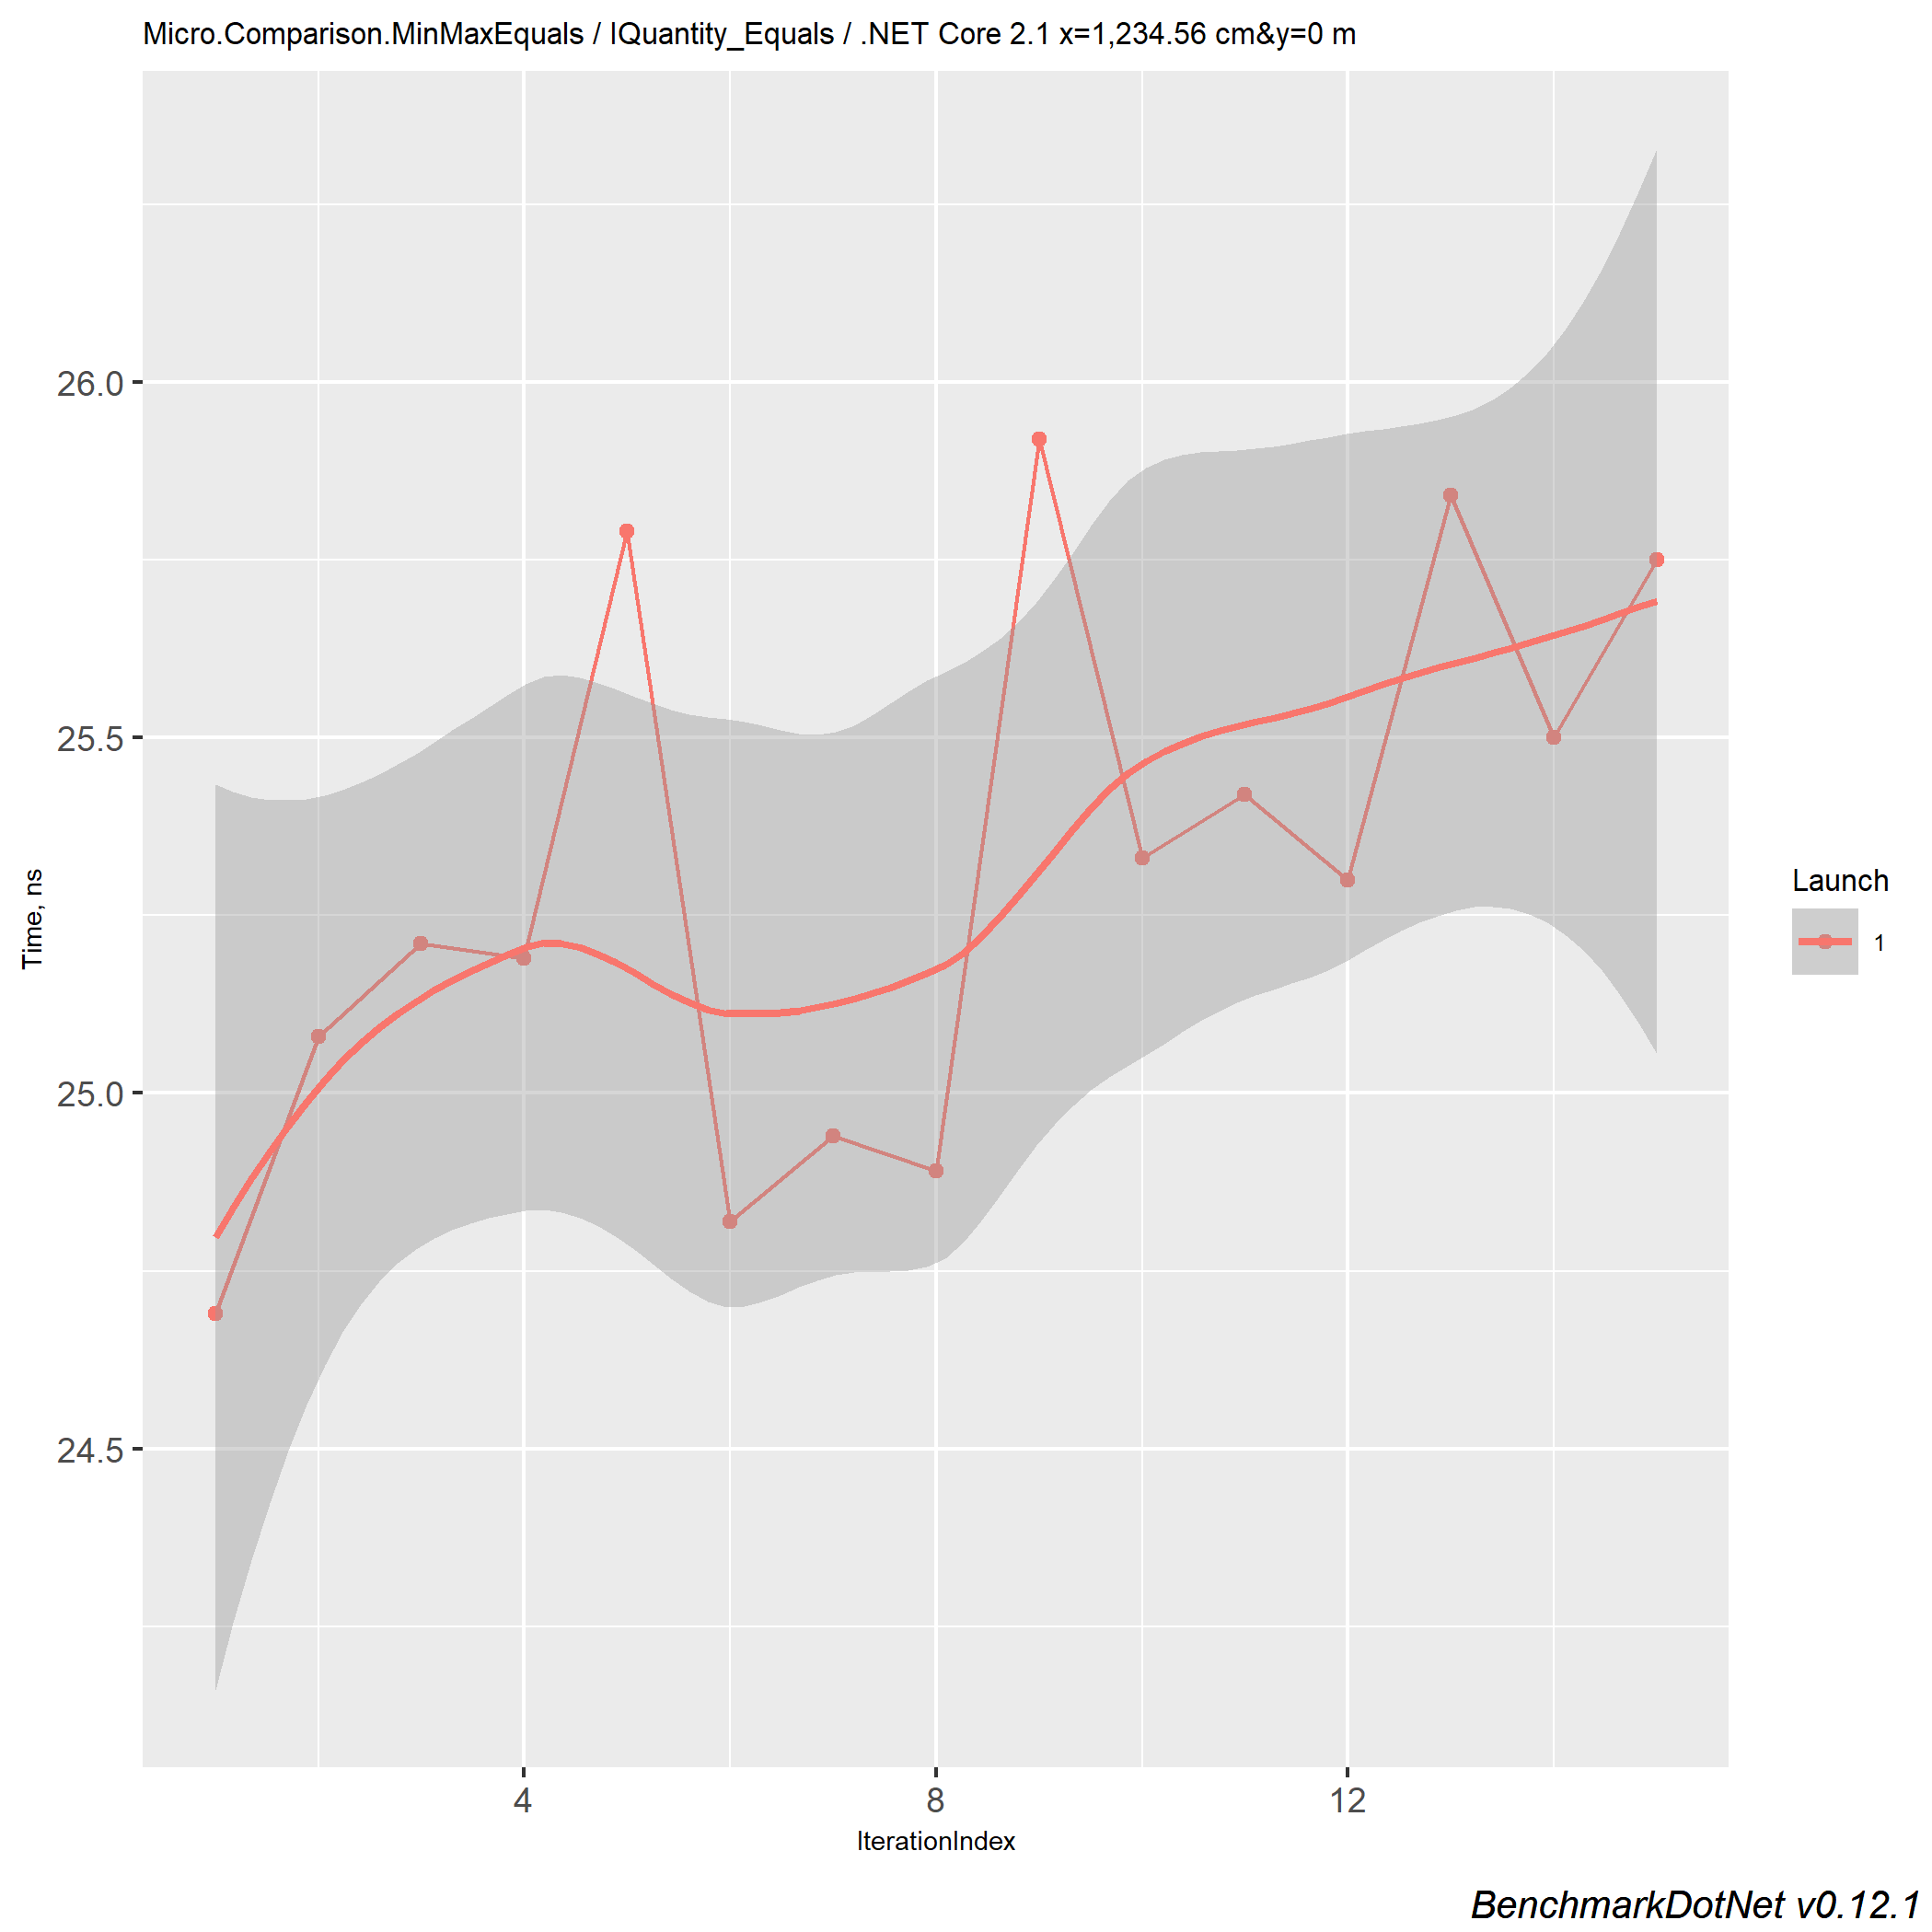 Micro.Comparison.MinMaxEquals / IQuantity_Equals / .NET Core 2.1 x=1,234.56 cm&y=0 m
26.0
25.5
25.0
24.5
Time, ns
4 8 12
IterationIndex
Launch
1
BenchmarkDotNet v0.12.1